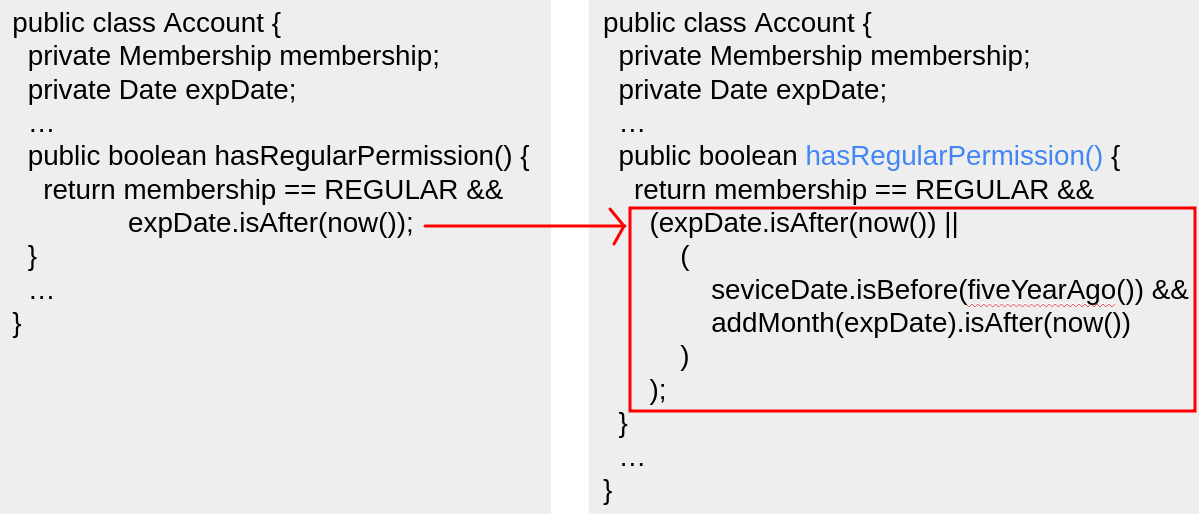 public class Account {
private Membership membership;
private Date expDate;
…
public boolean hasRegularPermission() {
return membership == REGULAR &&
expDate.isAfter(now());
}
…
}
public class Account {
private Membership membership;
private Date expDate;
…
public boolean hasRegularPermission() {
return membership == REGULAR &&
(expDate.isAfter(now()) ||
(
seviceDate.isBefore(fiveYearAgo()) &&
addMonth(expDate).isAfter(now())
)
);
}
…
}